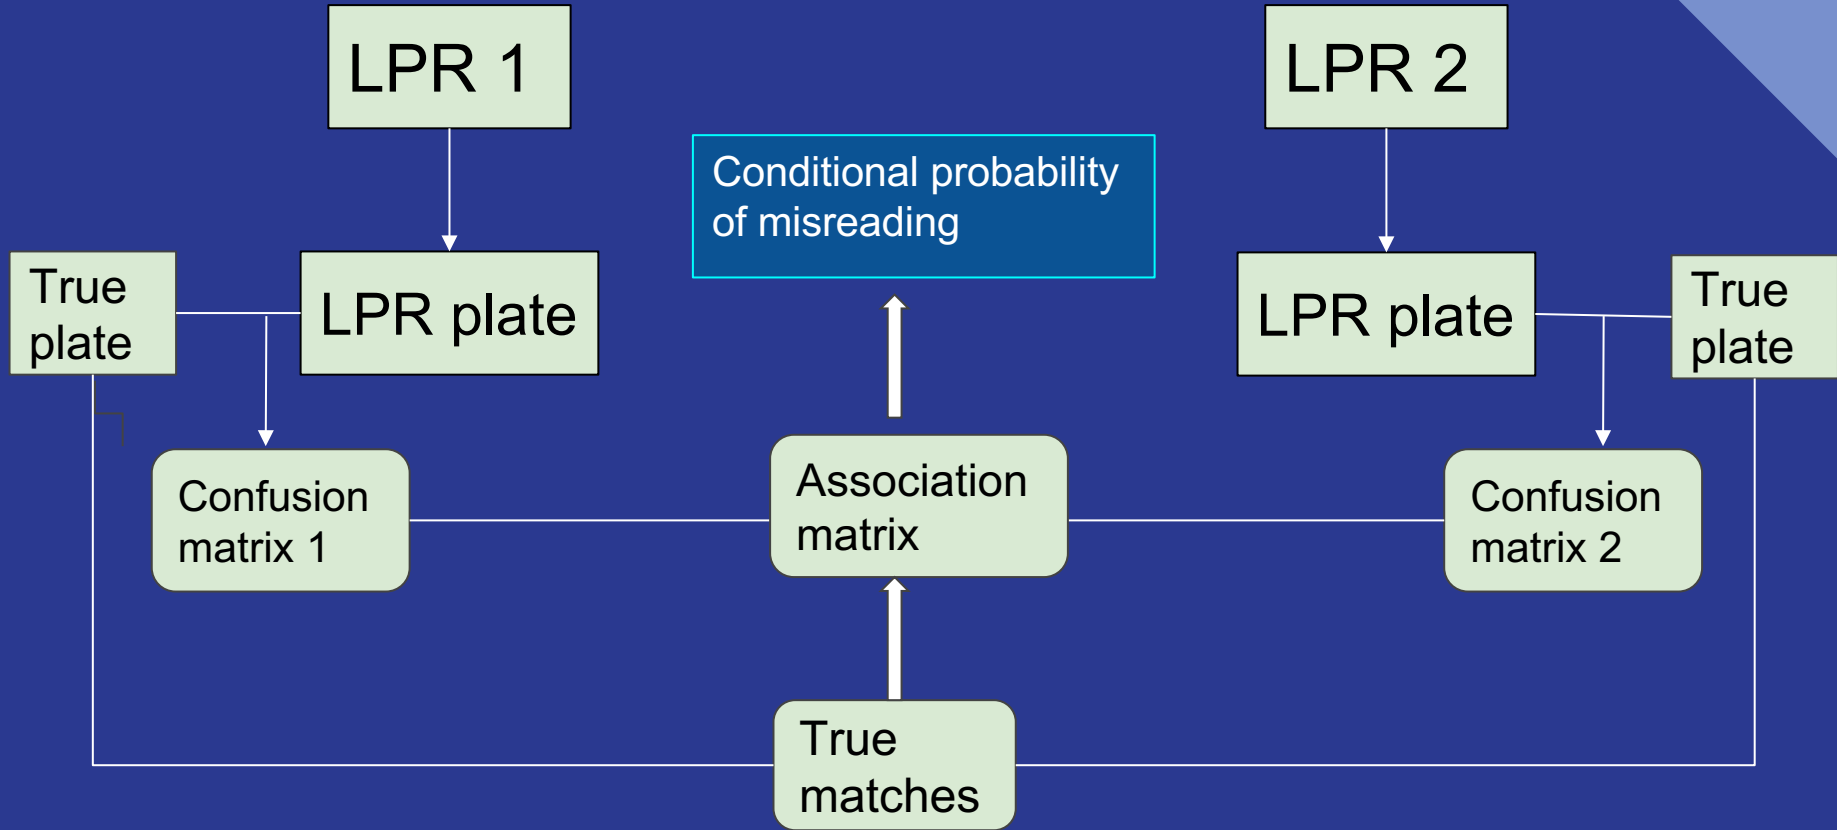 LPR 1
LPR 2
Conditional probability
of misreading
True
plate
LPR plate
LPR plate
True
plate
Confusion
matrix 1
Association
matrix
Confusion
matrix 2
True
matches